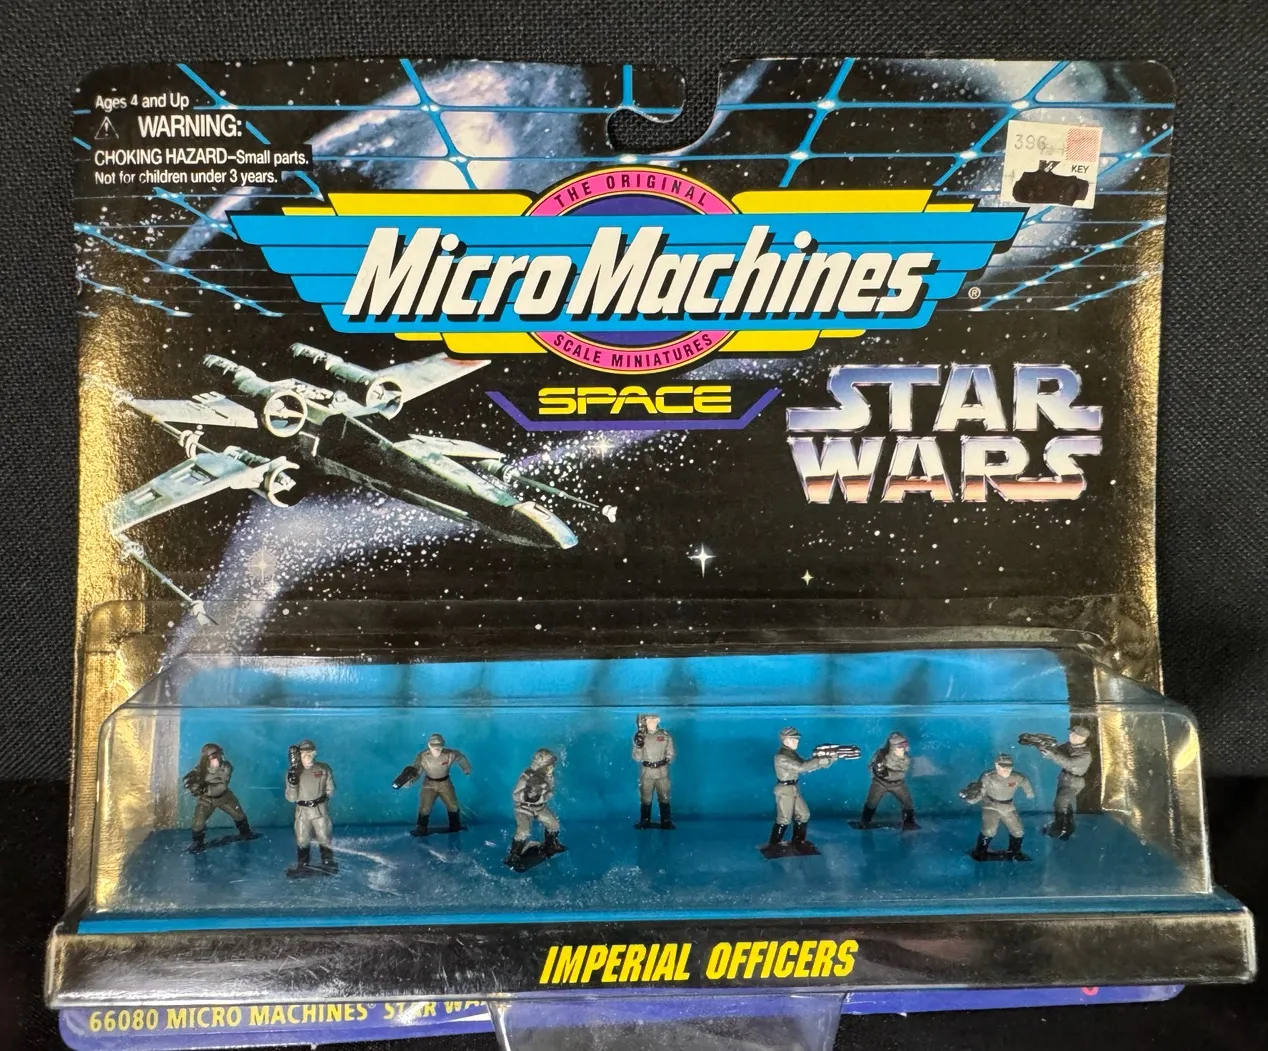 Ages 4 and Up
WARNING:
CHOKING HAZARD–Small parts.
Not for children under 3 years.
396
KEY
THE ORIGINAL
Micro Machines®
SCALE MINIATURES
SPACE
STAR
WARS
IMPERIAL OFFICERS
66080 MICRO MACHINES® STAR